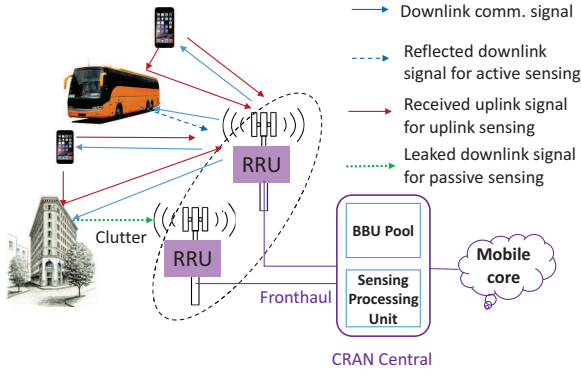 Downlink comm. signal
Reflected downlink
signal for active sensing
Received uplink signal
for uplink sensing
Leaked downlink signal
for passive sensing
RRU
Clutter
RRU
Fronthaul
BBU Pool
Sensing
Processing
Unit
Mobile
core
CRAN Central